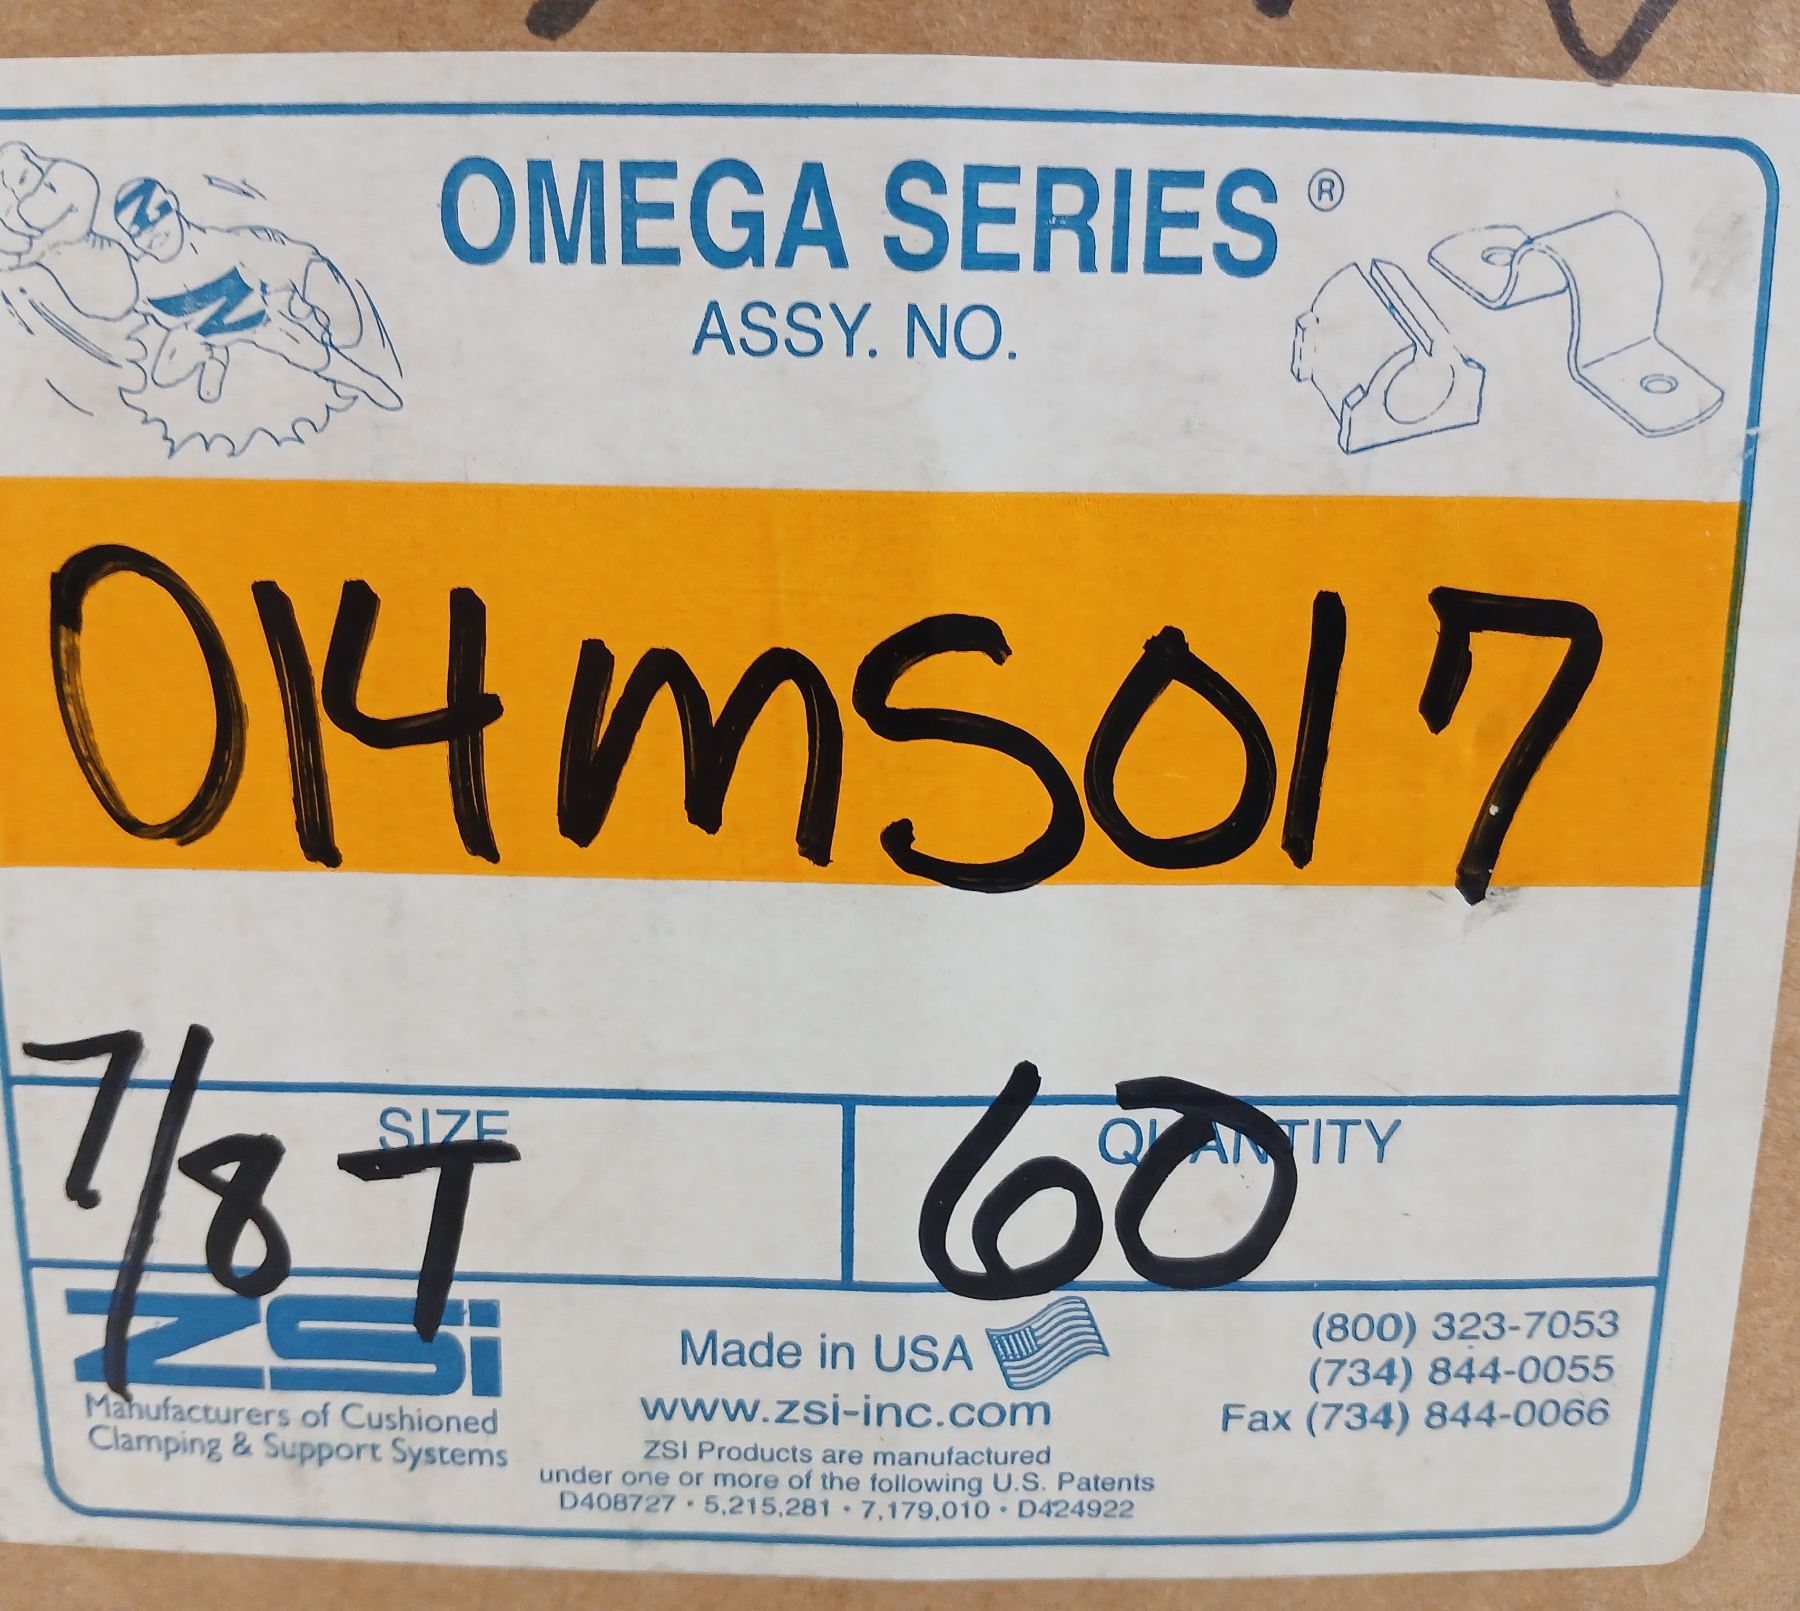 OMEGA SERIES®
ASSY. NO.
014MS017
SIZE
7/8 T
QUANTITY
60
ZSi
Manufacturers of Cushioned
Clamping & Support Systems
Made in USA
www.zsi-inc.com
ZSI Products are manufactured
under one or more of the following U.S. Patents
D408727 • 5,215,281 • 7,179,010 • D424922
(800) 323-7053
(734) 844-0055
Fax (734) 844-0066